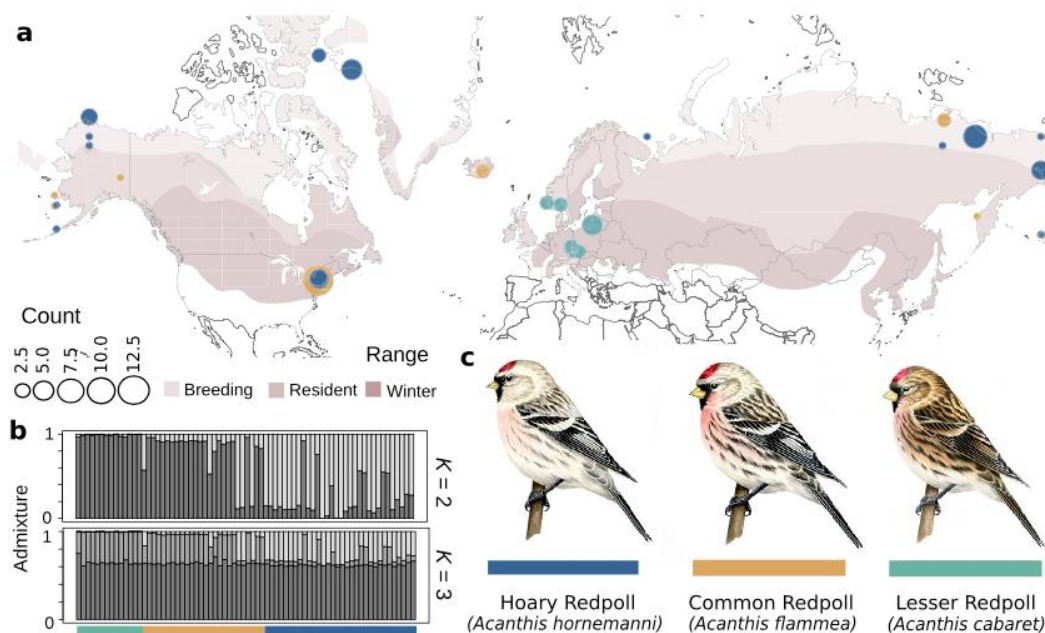 a
Count
2.5
5.0
7.5
10.0
12.5
Range
Breeding
Resident
Winter
b
1
0
K = 2
Admixture
1
0
K = 3
c
Hoary Redpoll
(Acanthis hornemanni)
Common Redpoll
(Acanthis flammea)
Lesser Redpoll
(Acanthis cabaret)